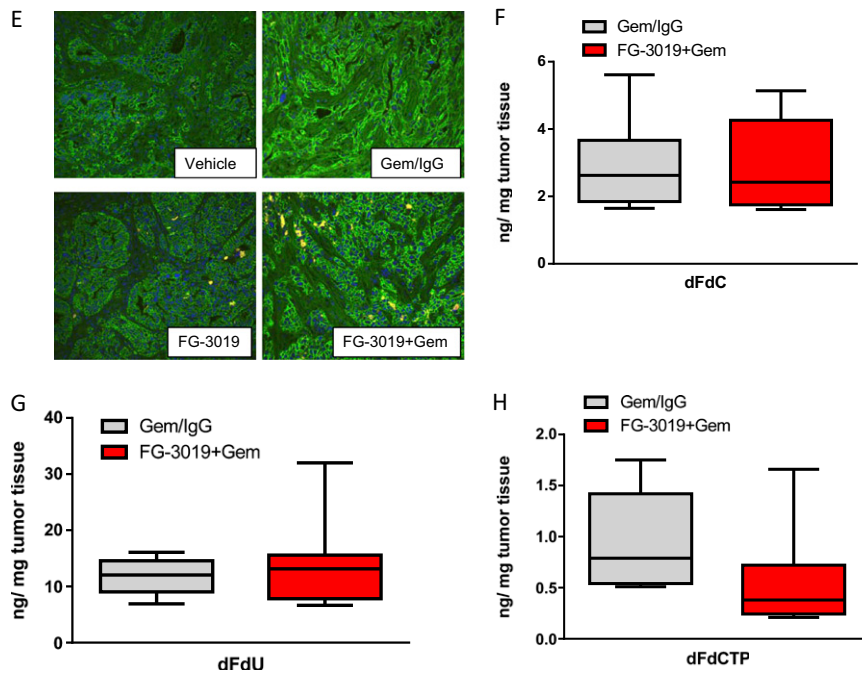 E
Vehicle
Gem/IgG
FG-3019
FG-3019+Gem
F
Gem/IgG
FG-3019+Gem
ng/ mg tumor tissue
6
4
2
0
dFdC
G
Gem/IgG
FG-3019+Gem
ng/ mg tumor tissue
40
30
20
10
0
dFdU
H
Gem/IgG
FG-3019+Gem
ng/ mg tumor tissue
2.0
1.5
1.0
0.5
0.0
dFdCTP